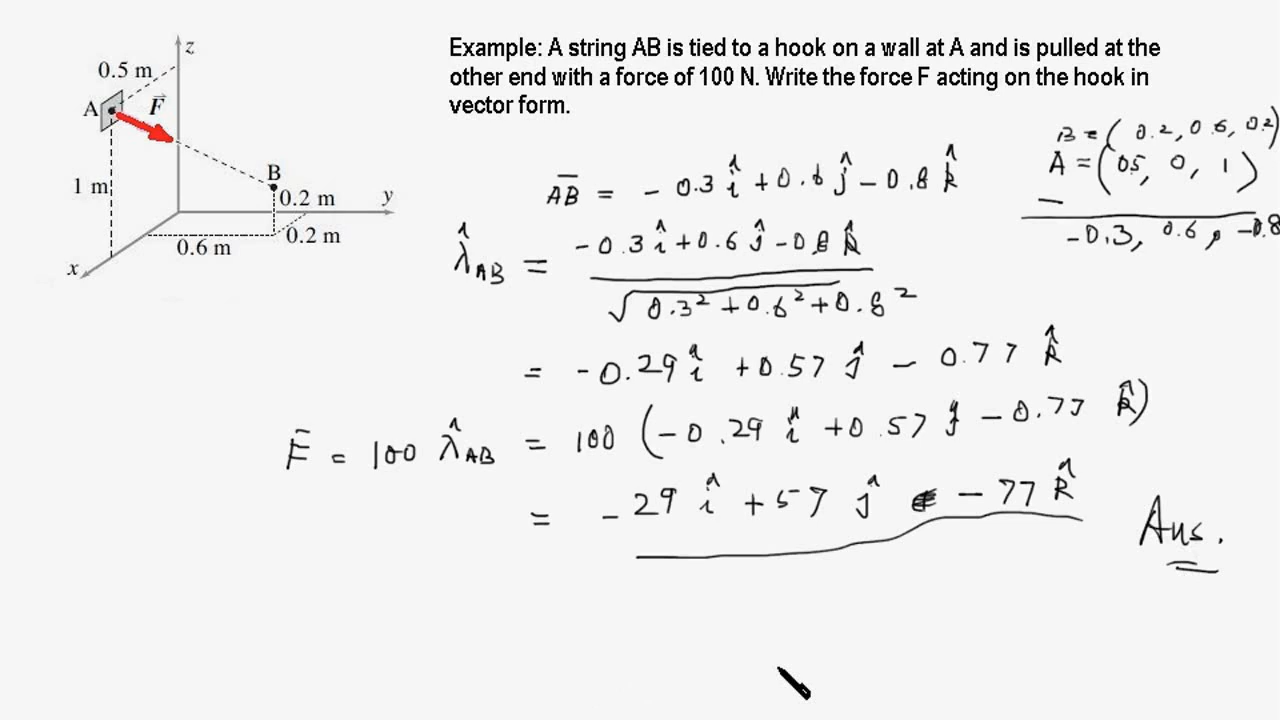 Example: A string AB is tied to a hook on a wall at A and is pulled at the
other end with a force of 100 N. Write the force F acting on the hook in
vector form.
z
0.5 m
A
F⃗
1 m
B
0.2 m
y
0.2 m
0.6 m
x
B = ( 0.2, 0.6, 0.2)
A = (0.5, 0, 1)
−
-0.3, 0.6, -0.8
A̅B̅ = - 0.3 î + 0.6 ĵ - 0.8 k̂
λ̂_AB = (-0.3 î + 0.6 ĵ - 0.8 k̂) / √(0.3² + 0.6² + 0.8²)
= -0.29 î + 0.57 ĵ - 0.77 k̂
F̄ = 100 λ̂_AB = 100 (-0.29 î + 0.57 ĵ - 0.77 k̂)
= - 29 î + 57 ĵ - 77 k̂
Ans.